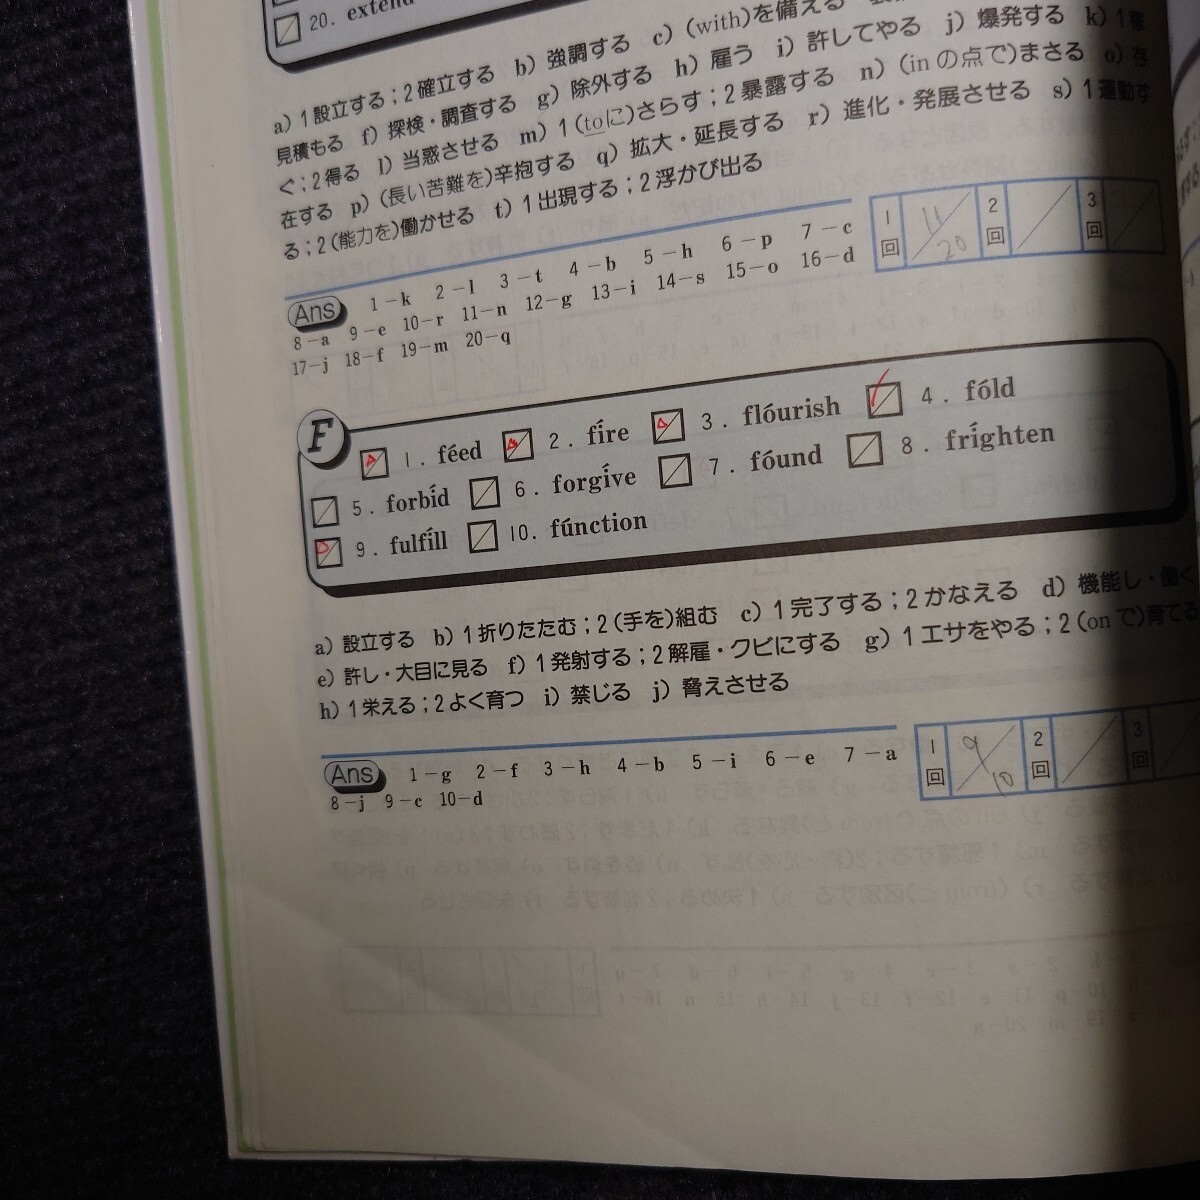 20. extend
a) 1設立する；2確立する b) 強調する c) (with)を備える
見積もる f) 探検・調査する g) 除外する h) 雇う i) 許してやる j) 爆発する k) 1稼
ぐ；2得る l) 当惑させる m) 1(toに)さらす；2暴露する n) (inの点で)まさる o) 存
在する p) (長い苦難を)辛抱する q) 拡大・延長する r) 進化・発展させる s) 1運動す
る；2(能力を)働かせる t) 1出現する；2浮かび出る
1回 11/20 2回 3回
Ans 1－k 2－l 3－t 4－b 5－h 6－p 7－c
8－a 9－e 10－r 11－n 12－g 13－i 14－s 15－o 16－d
17－j 18－f 19－m 20－q
F 1. féed 2. fíre 3. flóurish 4. fóld
5. forbíd 6. forgíve 7. fóund 8. fríghten
9. fulfíll 10. fúnction
a) 設立する b) 1折りたたむ；2(手を)組む c) 1完了する；2かなえる d) 機能し・働く
e) 許し・大目に見る f) 1発射する；2解雇・クビにする g) 1エサをやる；2(onで)育てる
h) 1栄える；2よく育つ i) 禁じる j) 脅えさせる
1回 9/10 2回 3回
Ans 1－g 2－f 3－h 4－b 5－i 6－e 7－a
8－j 9－c 10－d